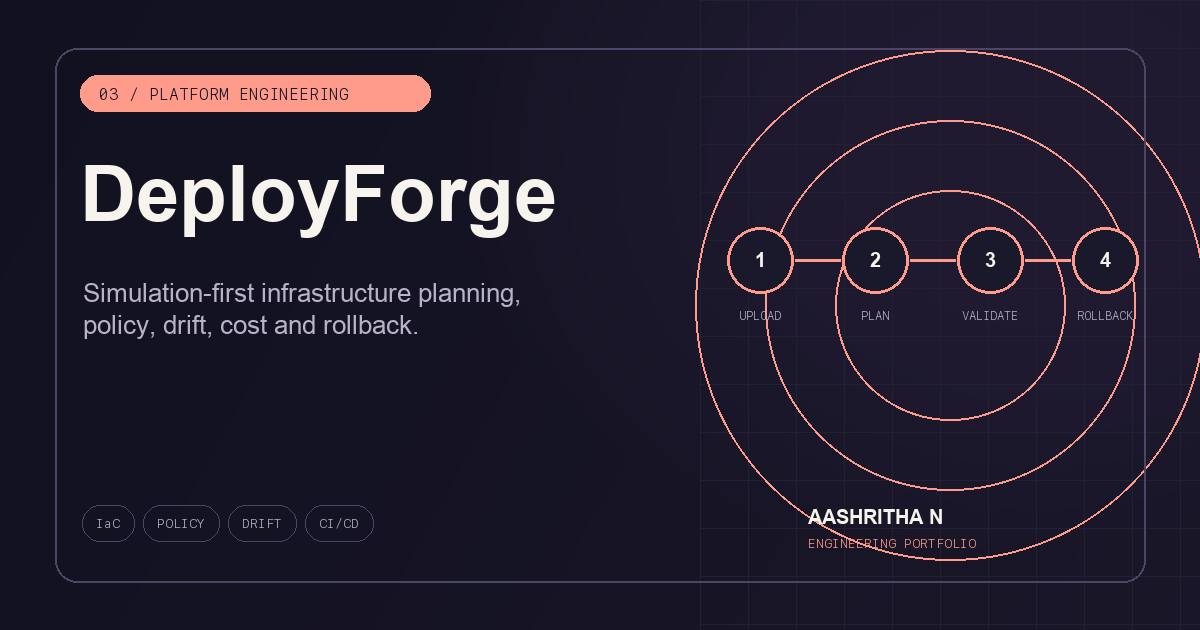 03 / PLATFORM ENGINEERING
DeployForge
Simulation-first infrastructure planning,
policy, drift, cost and rollback.
1 2 3 4
UPLOAD PLAN VALIDATE ROLLBACK
IaC POLICY DRIFT CI/CD
AASHRITHA N
ENGINEERING PORTFOLIO